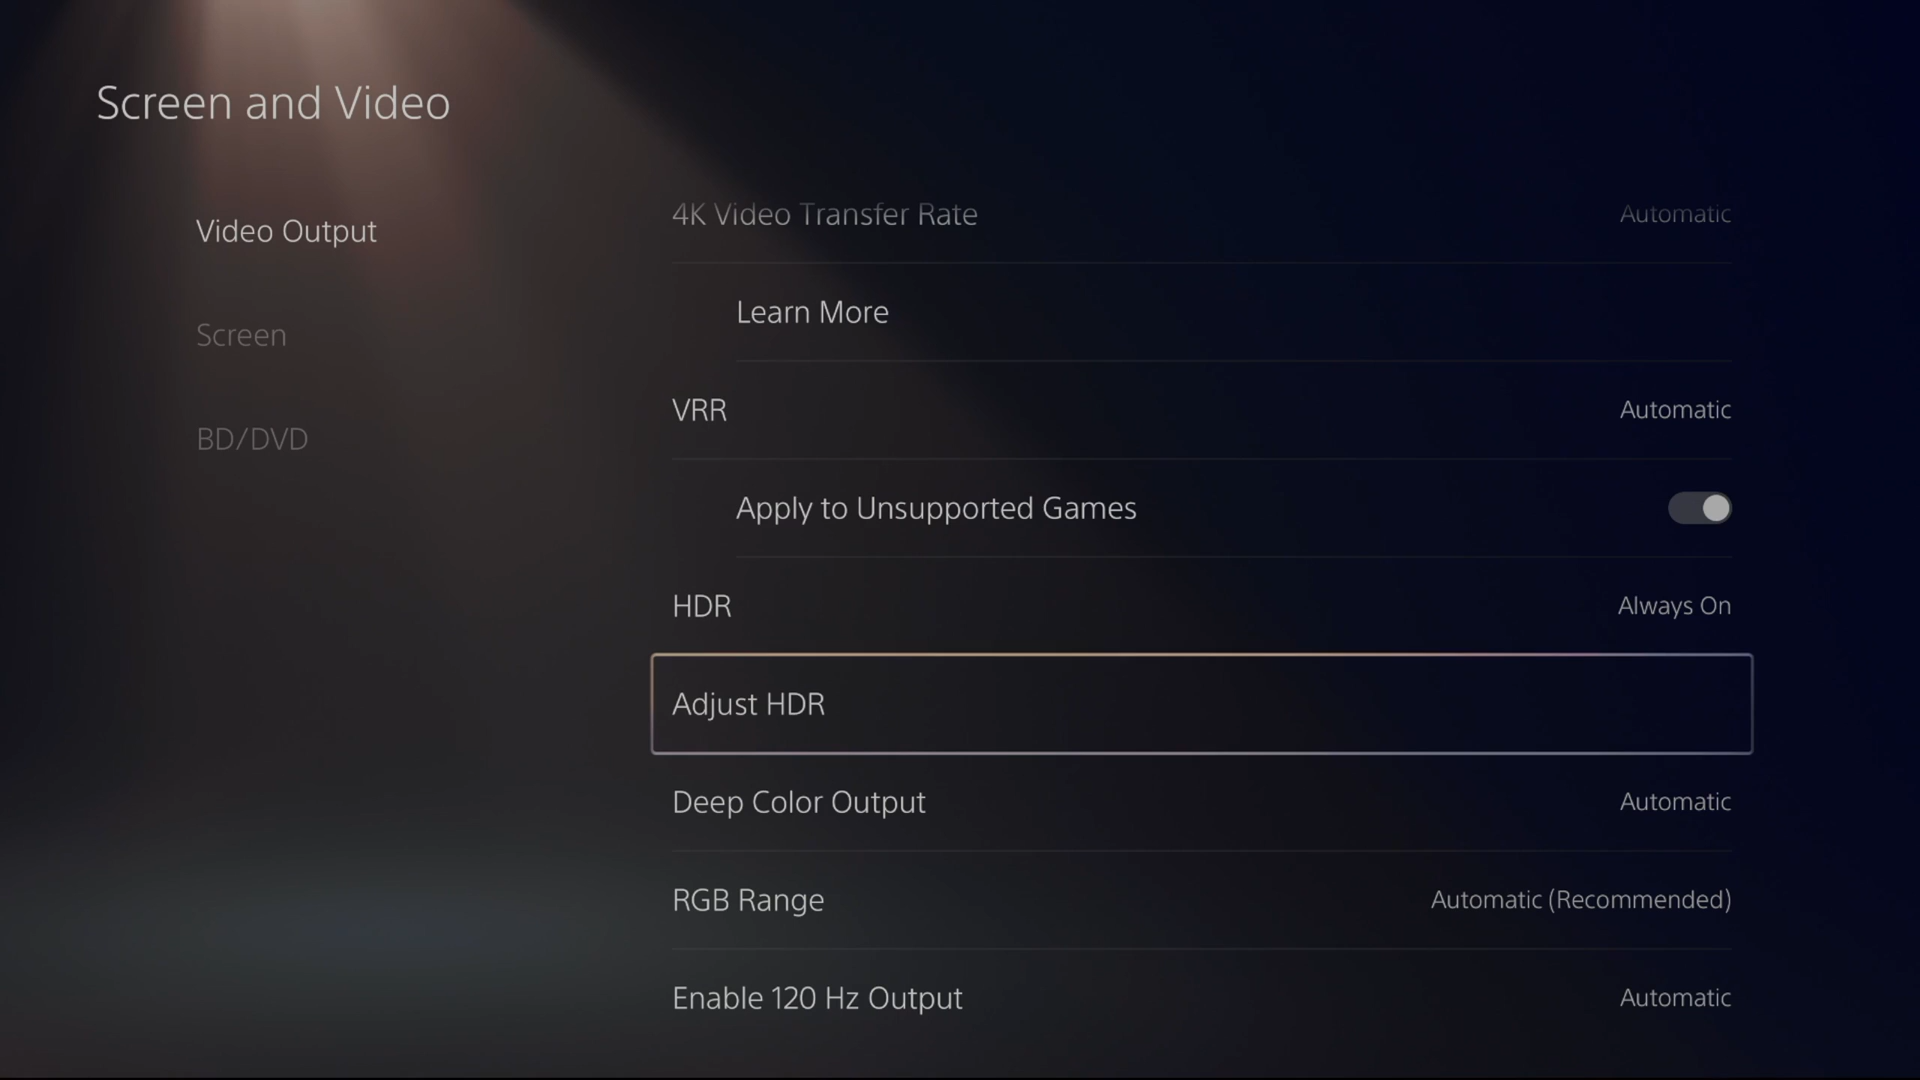 Screen and Video
Video Output
Screen
BD/DVD
4K Video Transfer Rate Automatic
Learn More
VRR Automatic
Apply to Unsupported Games
HDR Always On
Adjust HDR
Deep Color Output Automatic
RGB Range Automatic (Recommended)
Enable 120 Hz Output Automatic